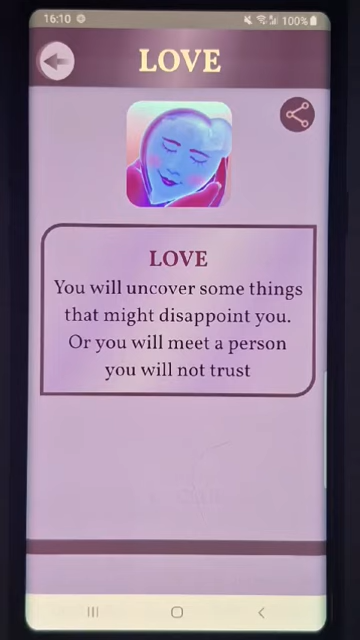 16:10
100%
LOVE
LOVE
You will uncover some things
that might disappoint you.
Or you will meet a person
you will not trust